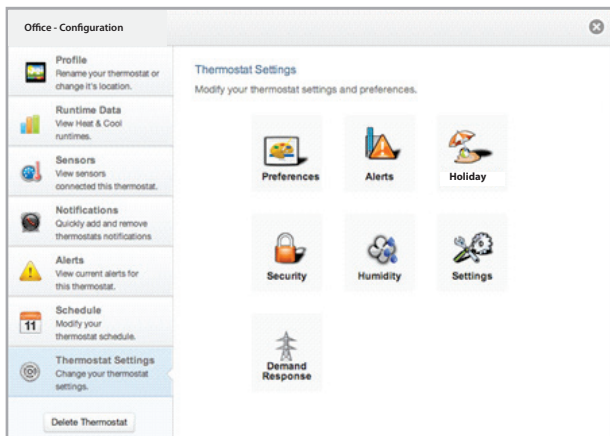 Office - Configuration
Profile
Rename your thermostat or
change it's location.
Runtime Data
View Heat & Cool
runtimes.
Sensors
View sensors
connected this thermostat.
Notifications
Quickly add and remove
thermostats notifications
Alerts
View current alerts for
this thermostat.
11
Schedule
Modify your
thermostat schedule.
Thermostat Settings
Change your thermostat
settings.
Delete Thermostat
Thermostat Settings
Modify your thermostat settings and preferences.
Preferences
Alerts
Holiday
Security
Humidity
Settings
Demand
Response